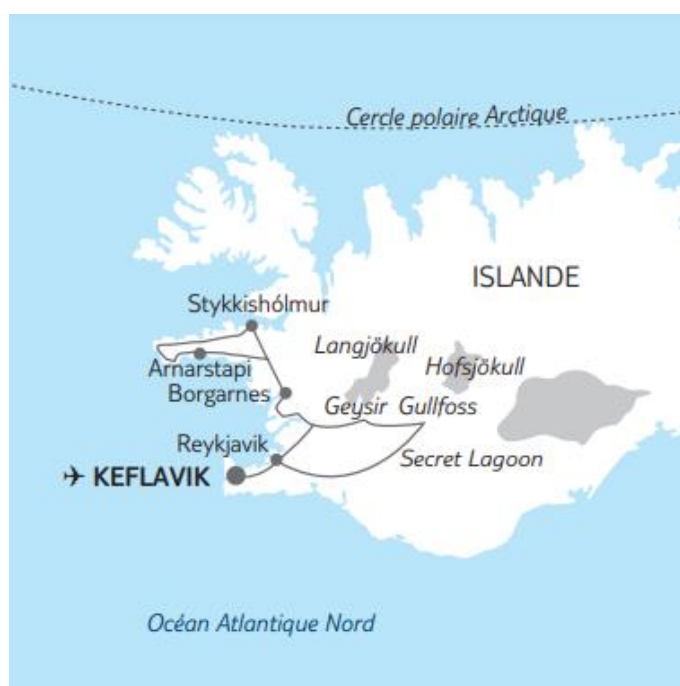 Cercle polaire Arctique
ISLANDE
Stykkishólmur
Langjökull
Hofsjökull
Arnarstapi
Borgarnes
Geysir Gullfoss
Reykjavik
Secret Lagoon
KEFLAVIK
Océan Atlantique Nord